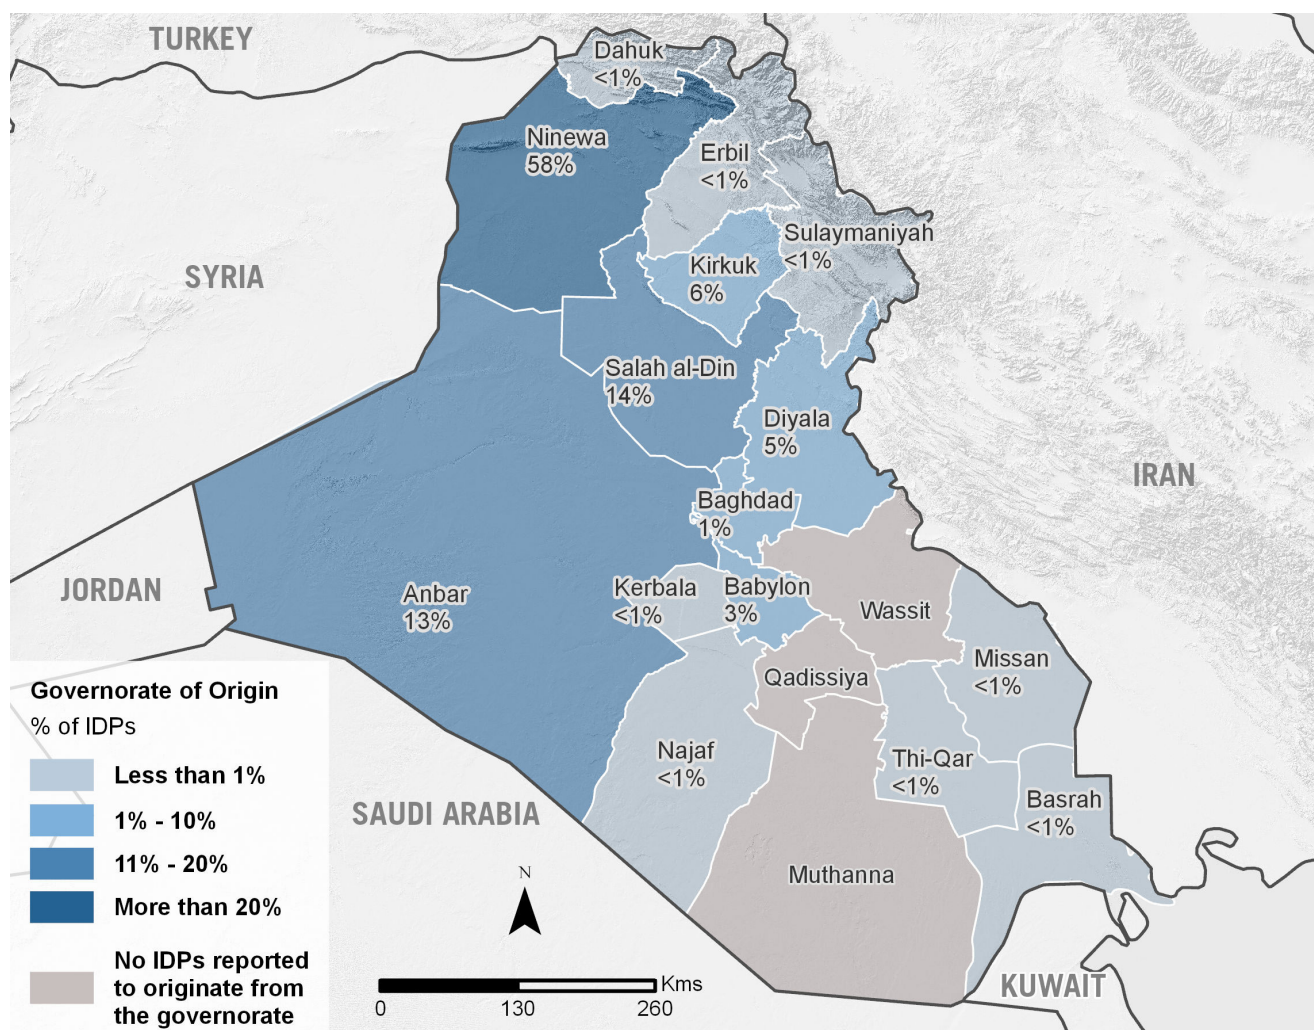 TURKEY
Dahuk
<1%
Ninewa
58%
Erbil
<1%
Sulaymaniyah
<1%
SYRIA
Kirkuk
6%
Salah al-Din
14%
Diyala
5%
IRAN
Baghdad
1%
JORDAN
Anbar
13%
Kerbala
<1%
Babylon
3%
Wassit
Missan
<1%
Qadissiya
Najaf
<1%
Thi-Qar
<1%
Basrah
<1%
SAUDI ARABIA
Muthanna
KUWAIT
Governorate of Origin
% of IDPs
Less than 1%
1% - 10%
11% - 20%
More than 20%
No IDPs reported
to originate from
the governorate
N
Kms
0 130 260